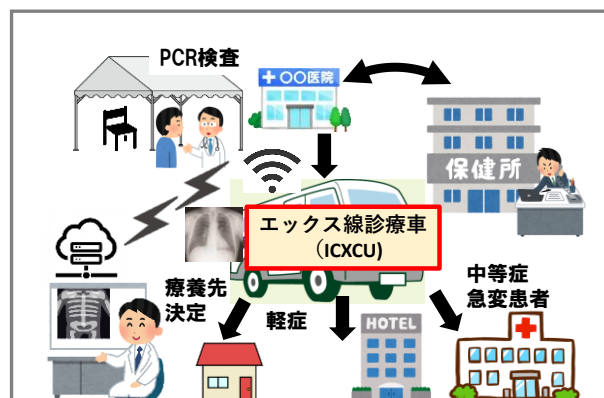 PCR検査
〇〇医院
保健所
エックス線診療車
（ICXCU)
療養先
決定
軽症
HOTEL
中等症
急変患者